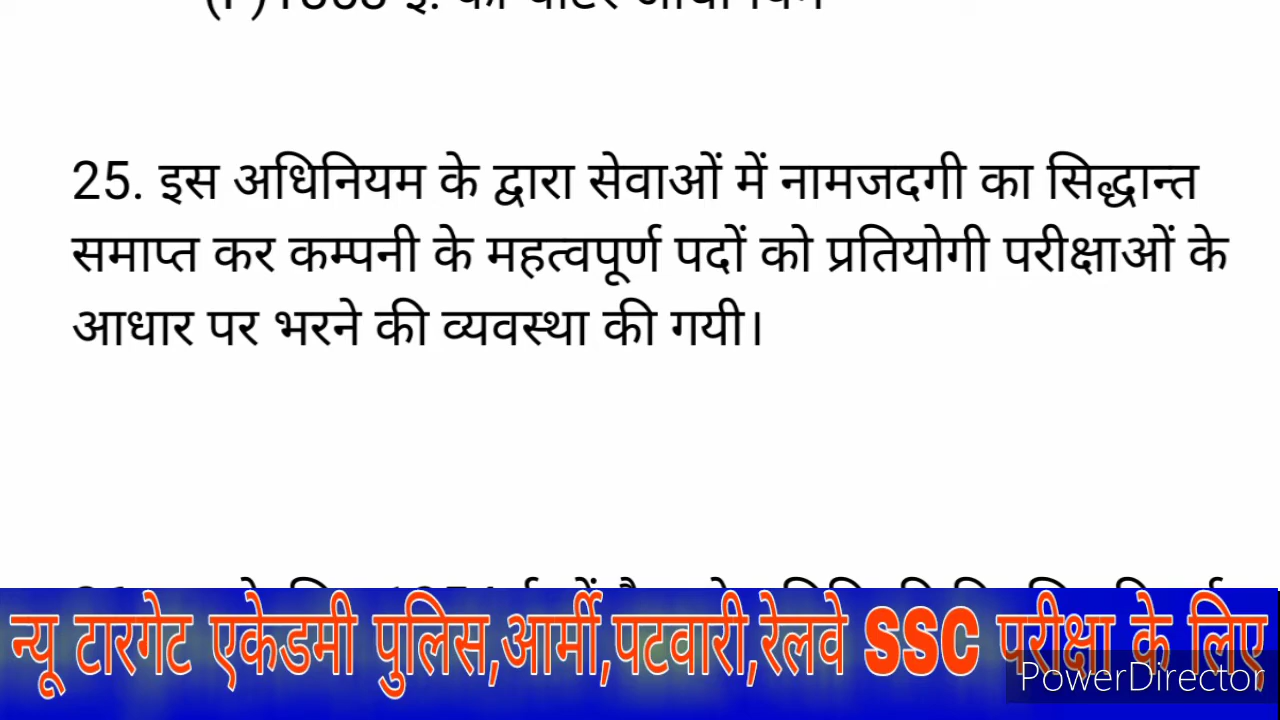 25. इस अधिनियम के द्वारा सेवाओं में नामजदगी का सिद्धान्त
समाप्त कर कम्पनी के महत्वपूर्ण पदों को प्रतियोगी परीक्षाओं के
आधार पर भरने की व्यवस्था की गयी।
न्यू टारगेट एकेडमी पुलिस,आर्मी,पटवारी,रेलवे SSC परीक्षा के लिए
PowerDirector